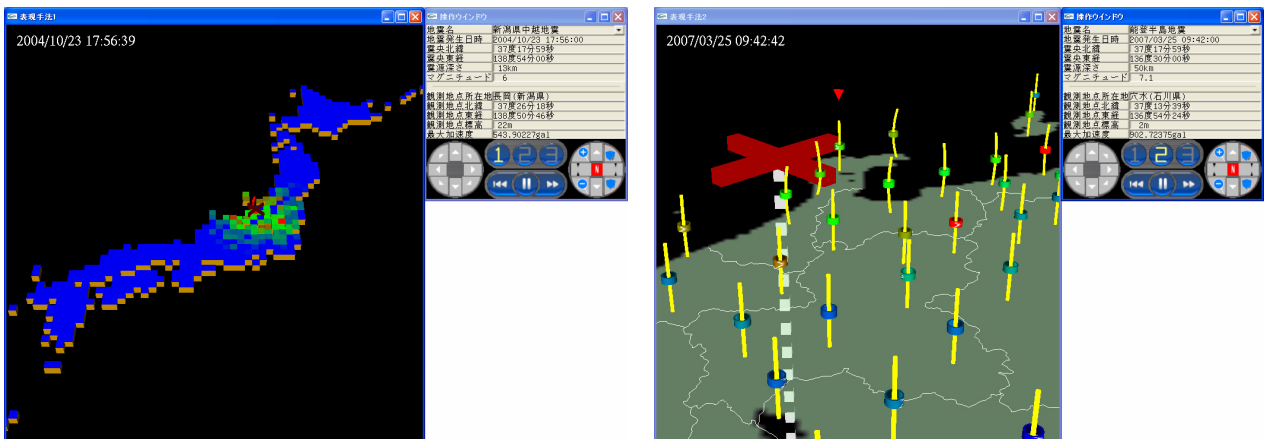 表現手法1
2004/10/23 17:56:39
操作ウインドウ
地震名 新潟県中越地震
地震発生日時 2004/10/23 17:56:00
震央北緯 37度17分59秒
震央東経 138度54分00秒
震源深さ 13km
マグニチュード 6
観測地点所在地 長岡(新潟県)
観測地点北緯 37度26分18秒
観測地点東経 138度50分46秒
観測地点標高 22m
最大加速度 543.90227gal
1 2 3
表現手法2
2007/03/25 09:42:42
操作ウインドウ
地震名 能登半島地震
地震発生日時 2007/03/25 09:42:00
震央北緯 37度17分59秒
震央東経 136度30分00秒
震源深さ 50km
マグニチュード 7.1
観測地点所在地 穴水(石川県)
観測地点北緯 37度13分39秒
観測地点東経 136度54分24秒
観測地点標高 2m
最大加速度 902.72375gal
1 2 3
N
N